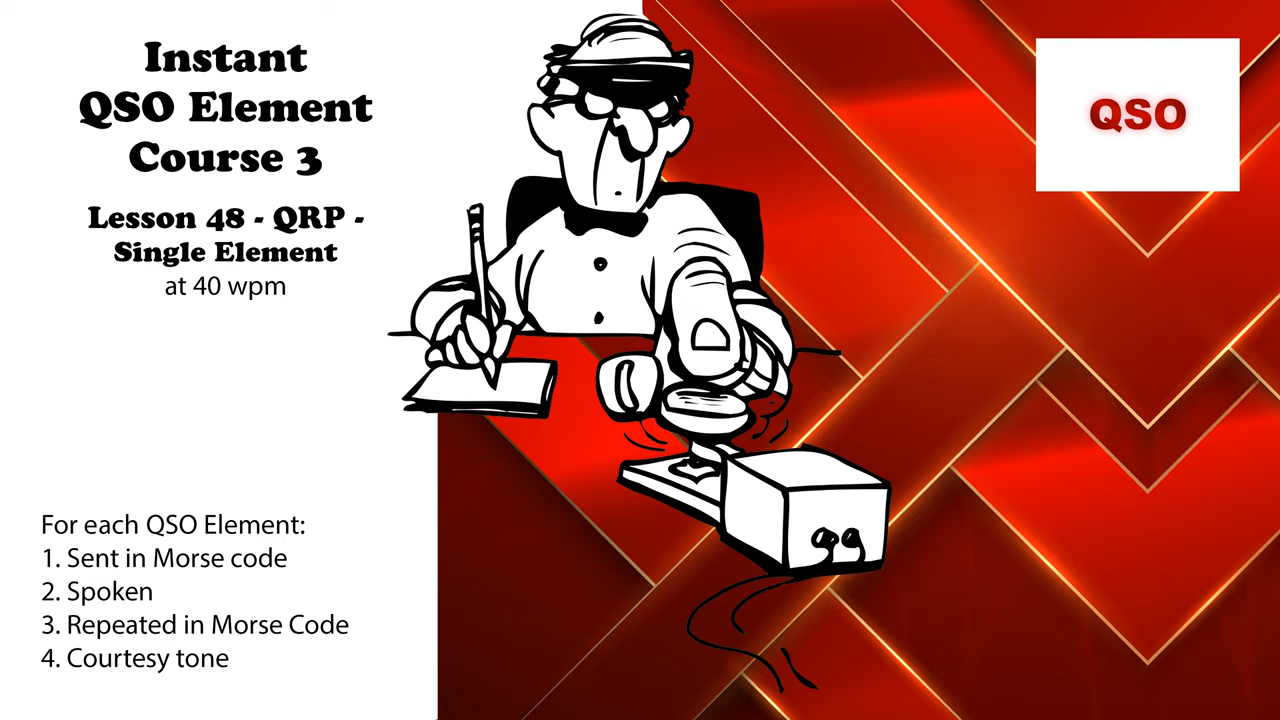 Instant
QSO Element
Course 3
Lesson 48 - QRP -
Single Element
at 40 wpm
QSO
For each QSO Element:
1. Sent in Morse code
2. Spoken
3. Repeated in Morse Code
4. Courtesy tone